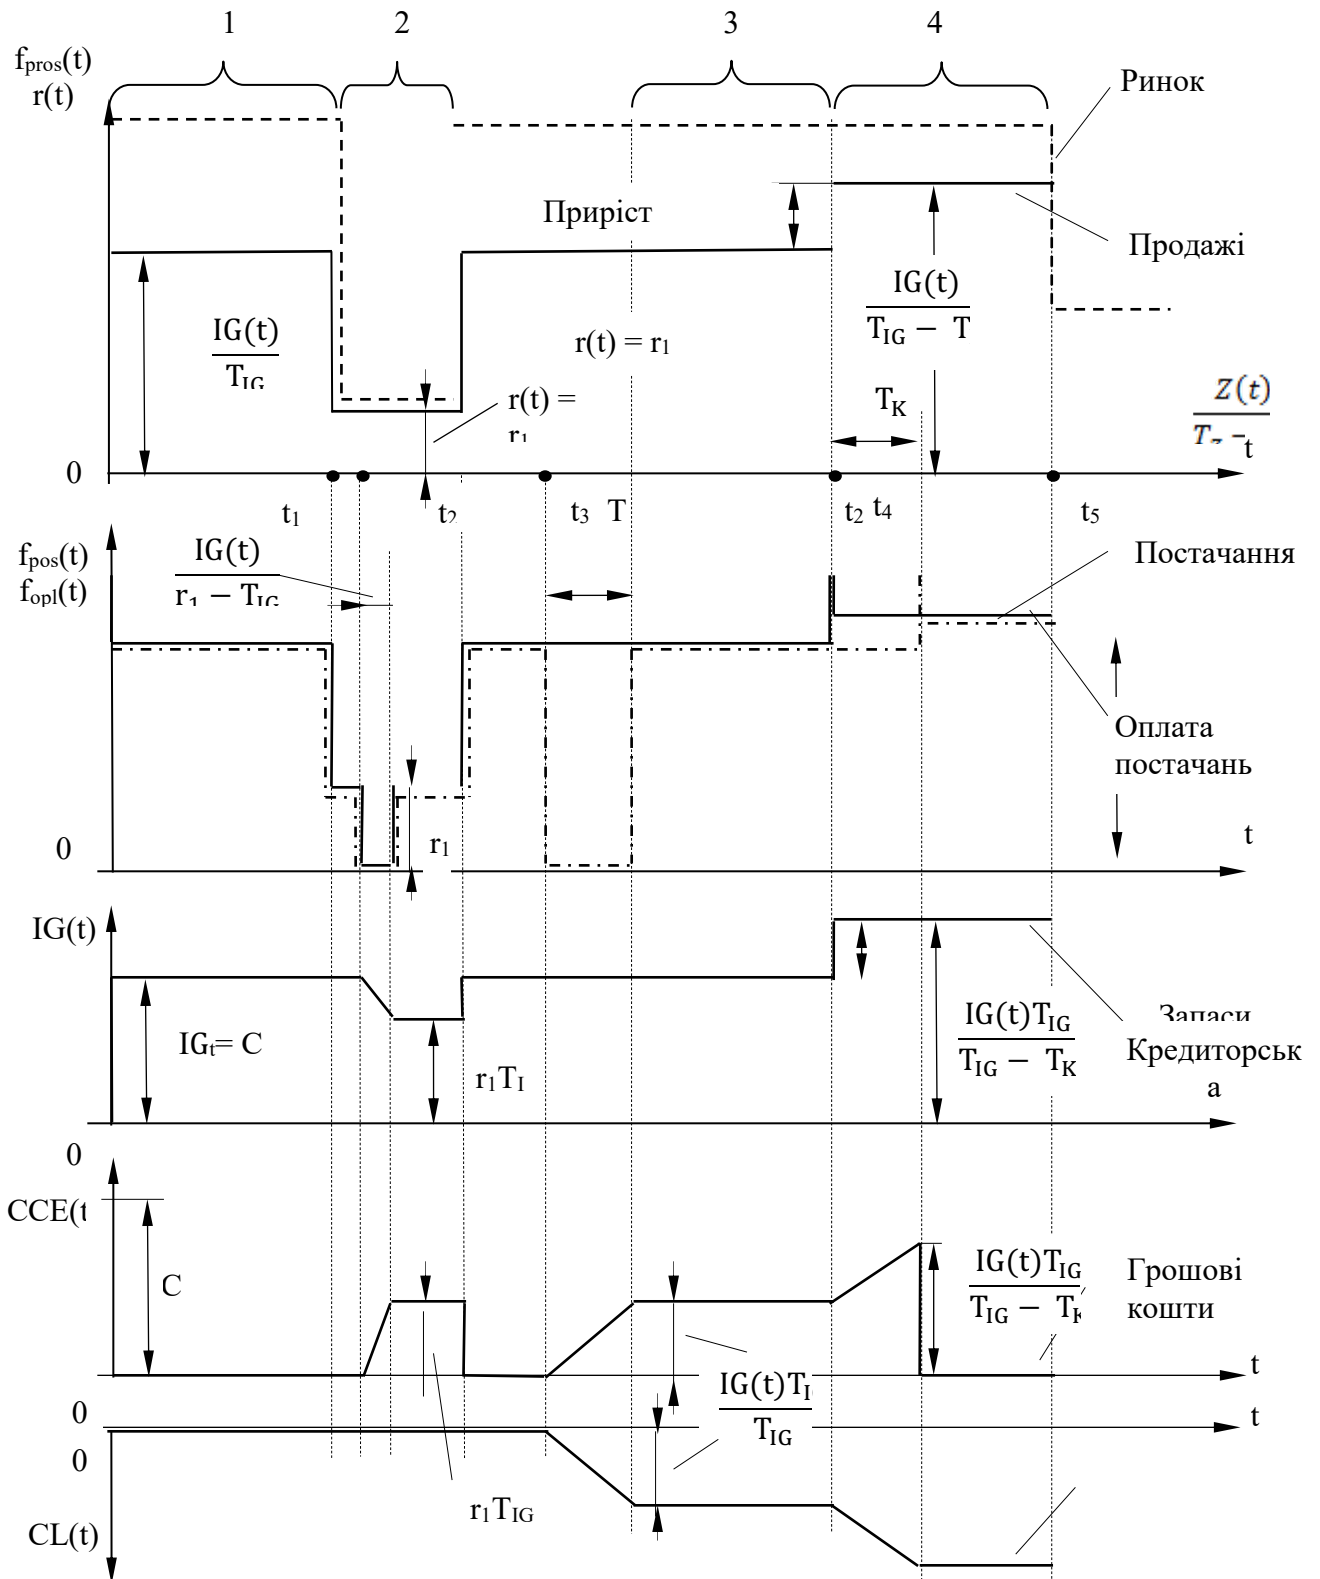 1 2 3 4
fpros(t)
r(t)
Ринок
Приріст
Продажі
IG(t)
TIG
IG(t)
TIG − T
r(t) = r1
TK
r(t) =
Z(t)
t
0
t1 t2 t3 T t2 t4 t5
fpos(t)
fopl(t)
IG(t)
r1 − TIG
Постачання
Оплата
постачань
r1
0
t
IG(t)
IGt= C
r1TI
IG(t)TIG
TIG − TK
Запаси
Кредиторськ
а
0
CCE(t
C
IG(t)TIG
TIG − TK
Грошові
кошти
t
IG(t)TI
TIG
0
t
0
r1TIG
CL(t)